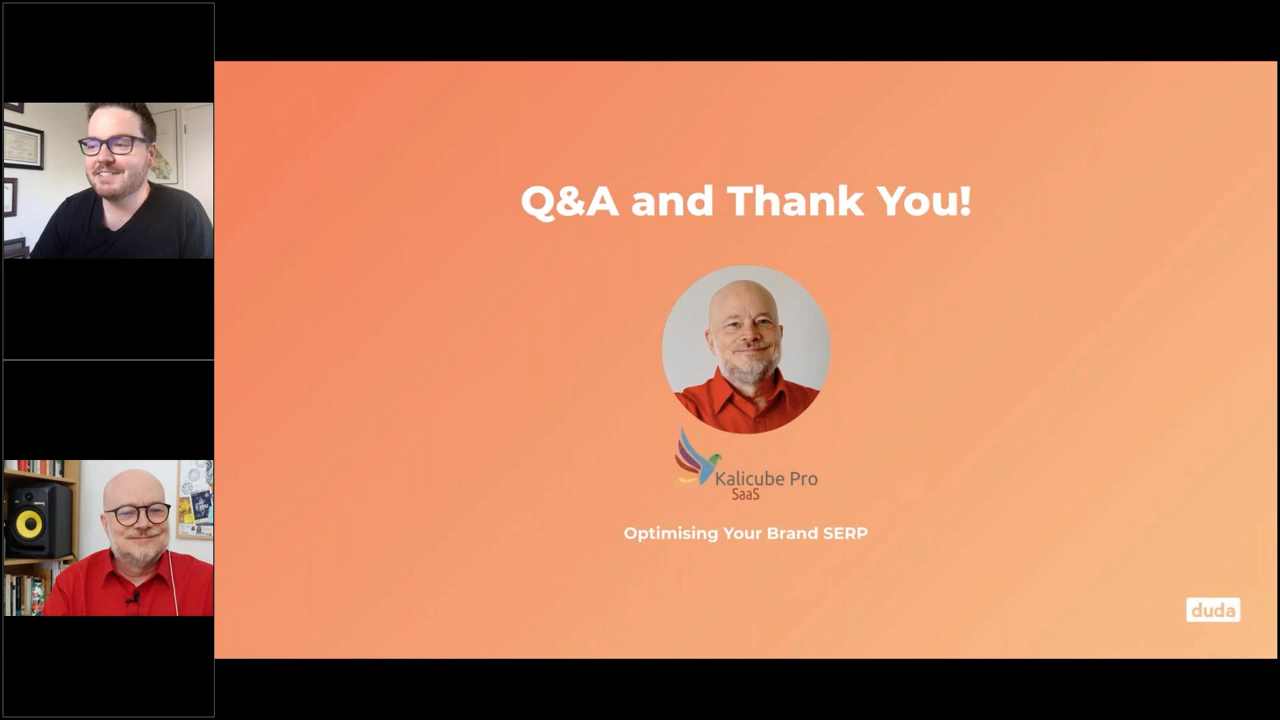 Q&A and Thank You!
Kalicube Pro
SaaS
Optimising Your Brand SERP
duda